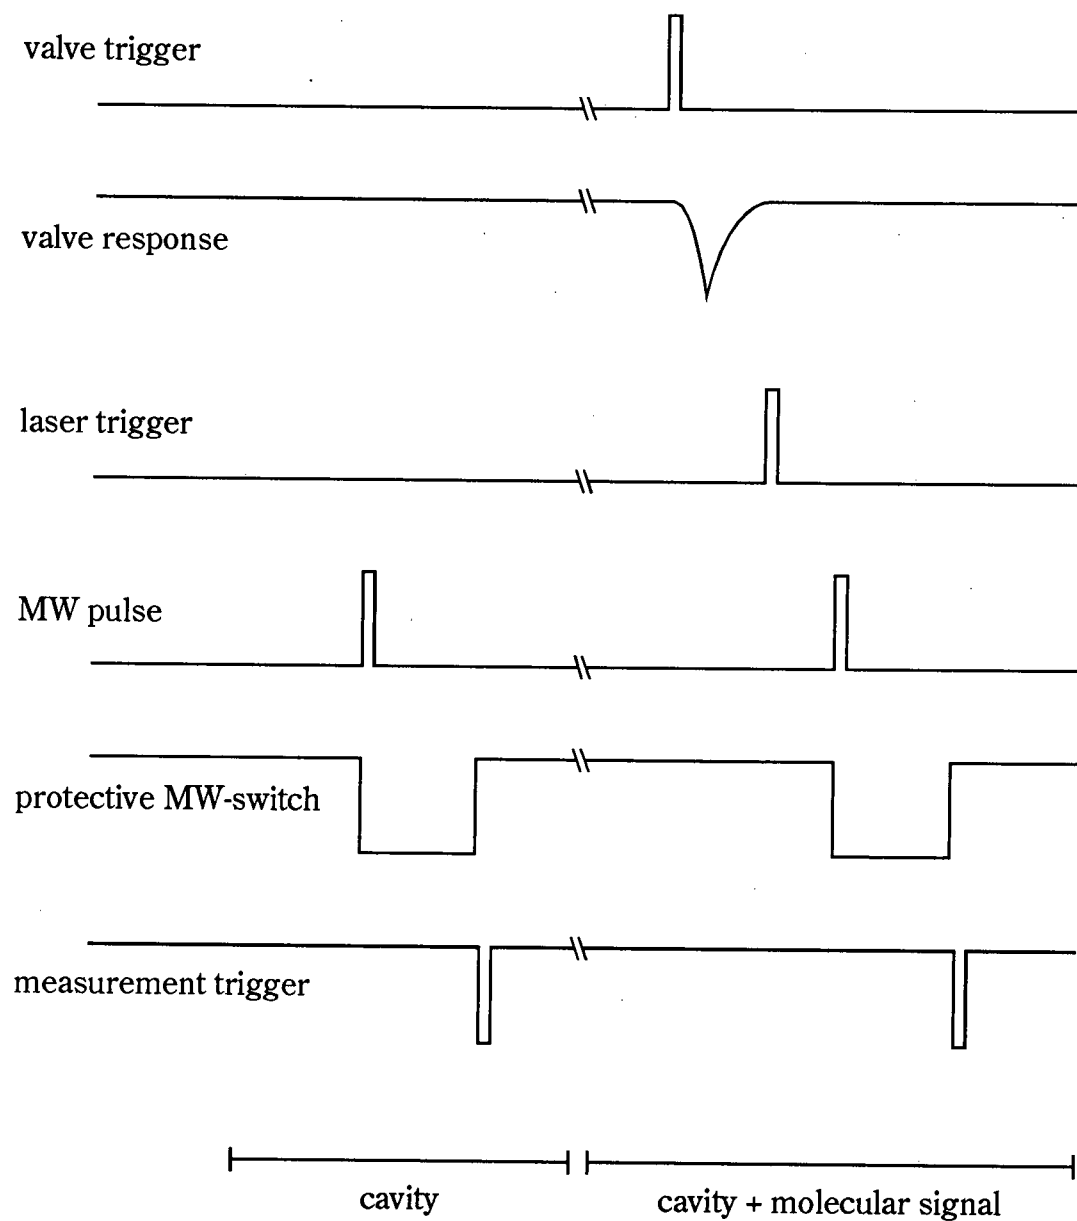 valve trigger
valve response
laser trigger
MW pulse
protective MW-switch
measurement trigger
cavity
cavity + molecular signal